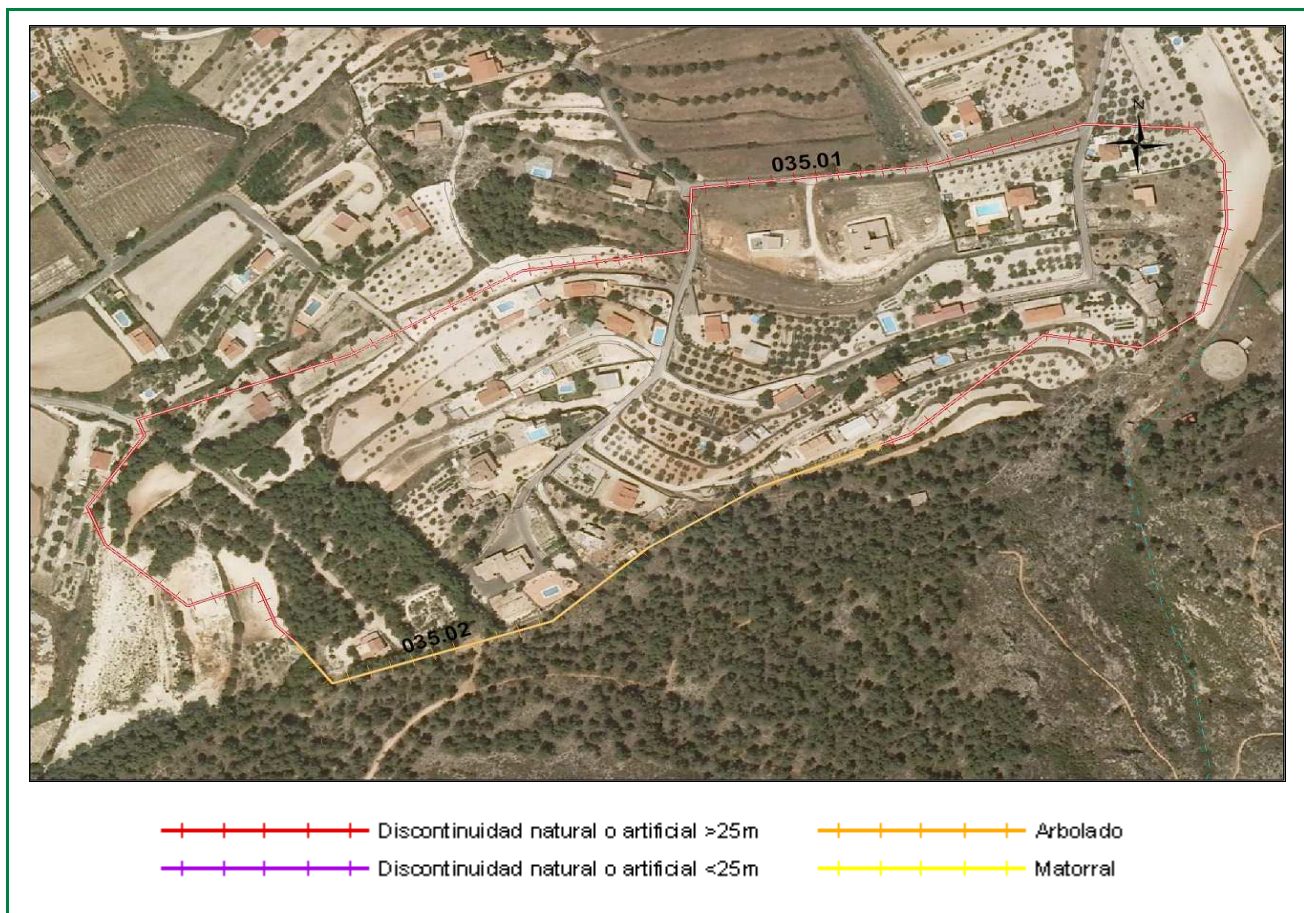 N
035.01
035.02
Discontinuidad natural o artificial >25m
Arbolado
Discontinuidad natural o artificial <25m
Matorral